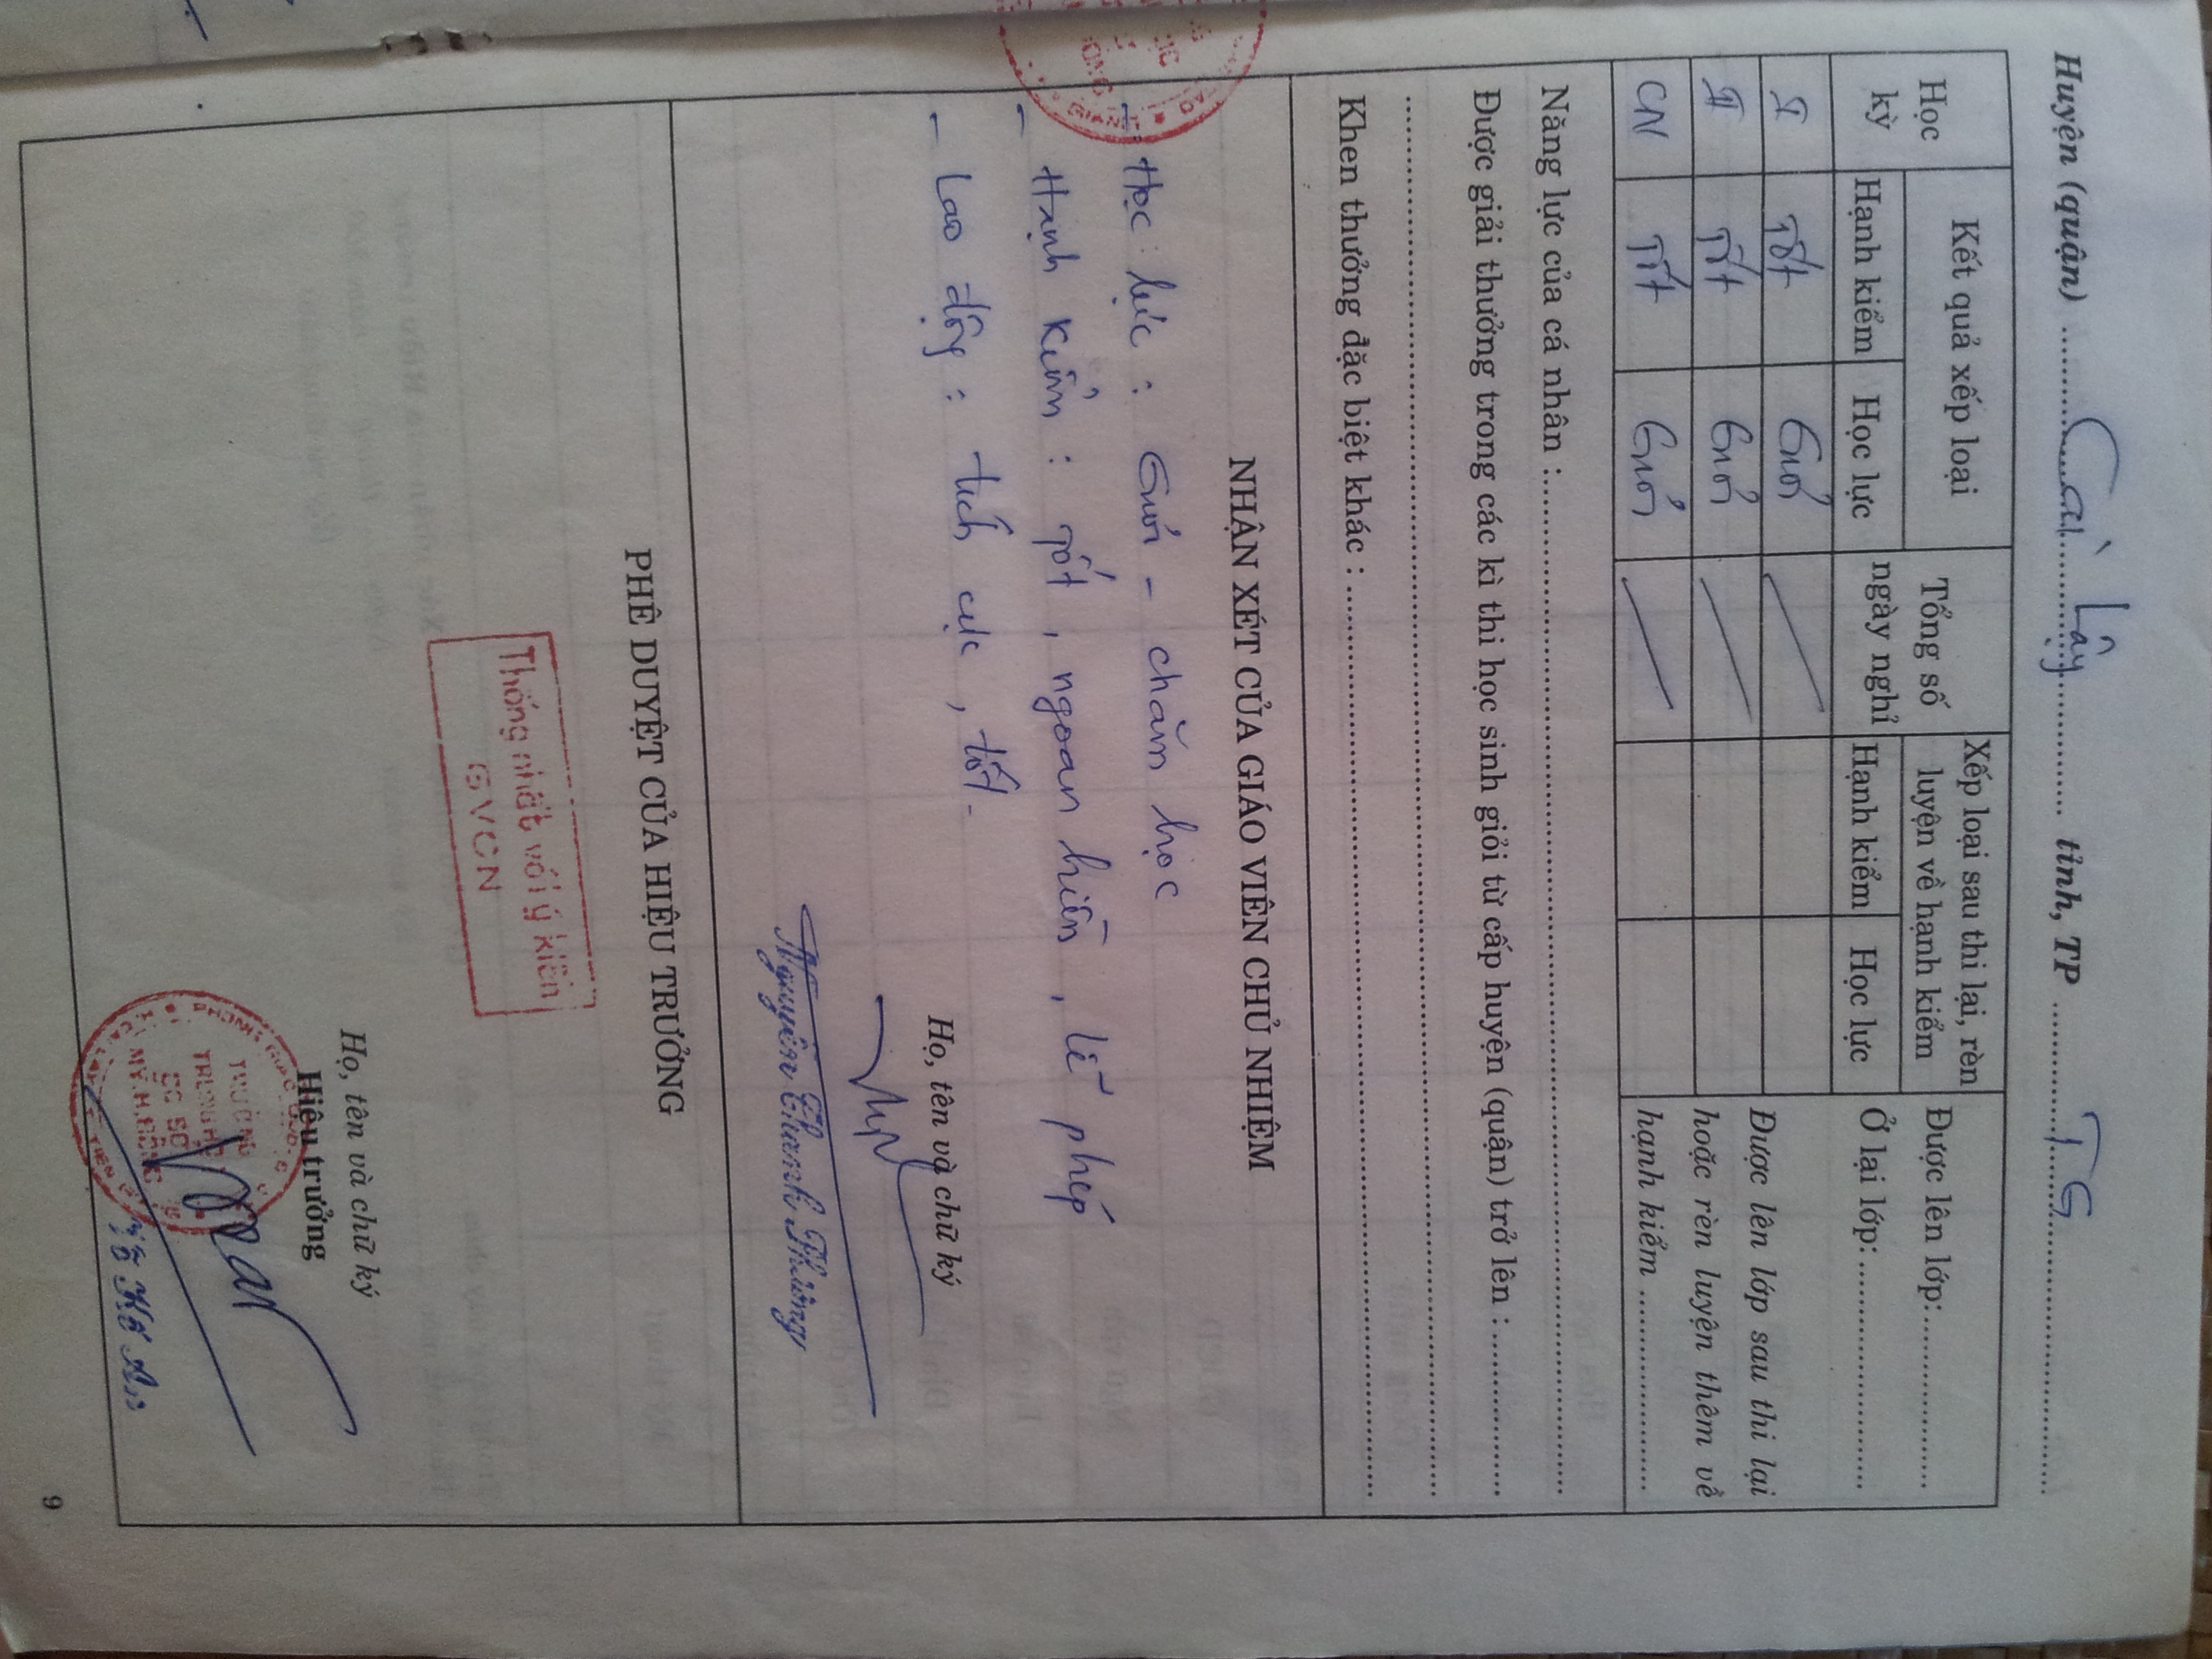 Huyện (quận) Cai Lậy tỉnh, TP TG
Học kỳ
Kết quả xếp loại
Tổng số ngày nghỉ
Xếp loại sau thi lại, rèn luyện về hạnh kiểm
Được lên lớp:
Ở lại lớp:
Hạnh kiểm Học lực Hạnh kiểm Học lực
I Tốt Giỏi
II Tốt Giỏi
CN Tốt Giỏi
Được lên lớp sau thi lại
hoặc rèn luyện thêm về
hạnh kiểm
Năng lực của cá nhân :
Được giải thưởng trong các kì thi học sinh giỏi từ cấp huyện (quận) trở lên :
Khen thưởng đặc biệt khác :
NHẬN XÉT CỦA GIÁO VIÊN CHỦ NHIỆM
Học lực : Giỏi - chăm học
- Hạnh kiểm : Tốt, ngoan hiền, lễ phép
- Lao động : tích cực, tốt.
Họ, tên và chữ ký
Nguyễn Thanh Phương
PHÊ DUYỆT CỦA HIỆU TRƯỞNG
Thống nhất với ý kiến
GVCN
Họ, tên và chữ ký
Hiệu trưởng
TRƯỜNG
TRUNG HỌC
CƠ SỞ
MỸ H. ĐÔNG
9